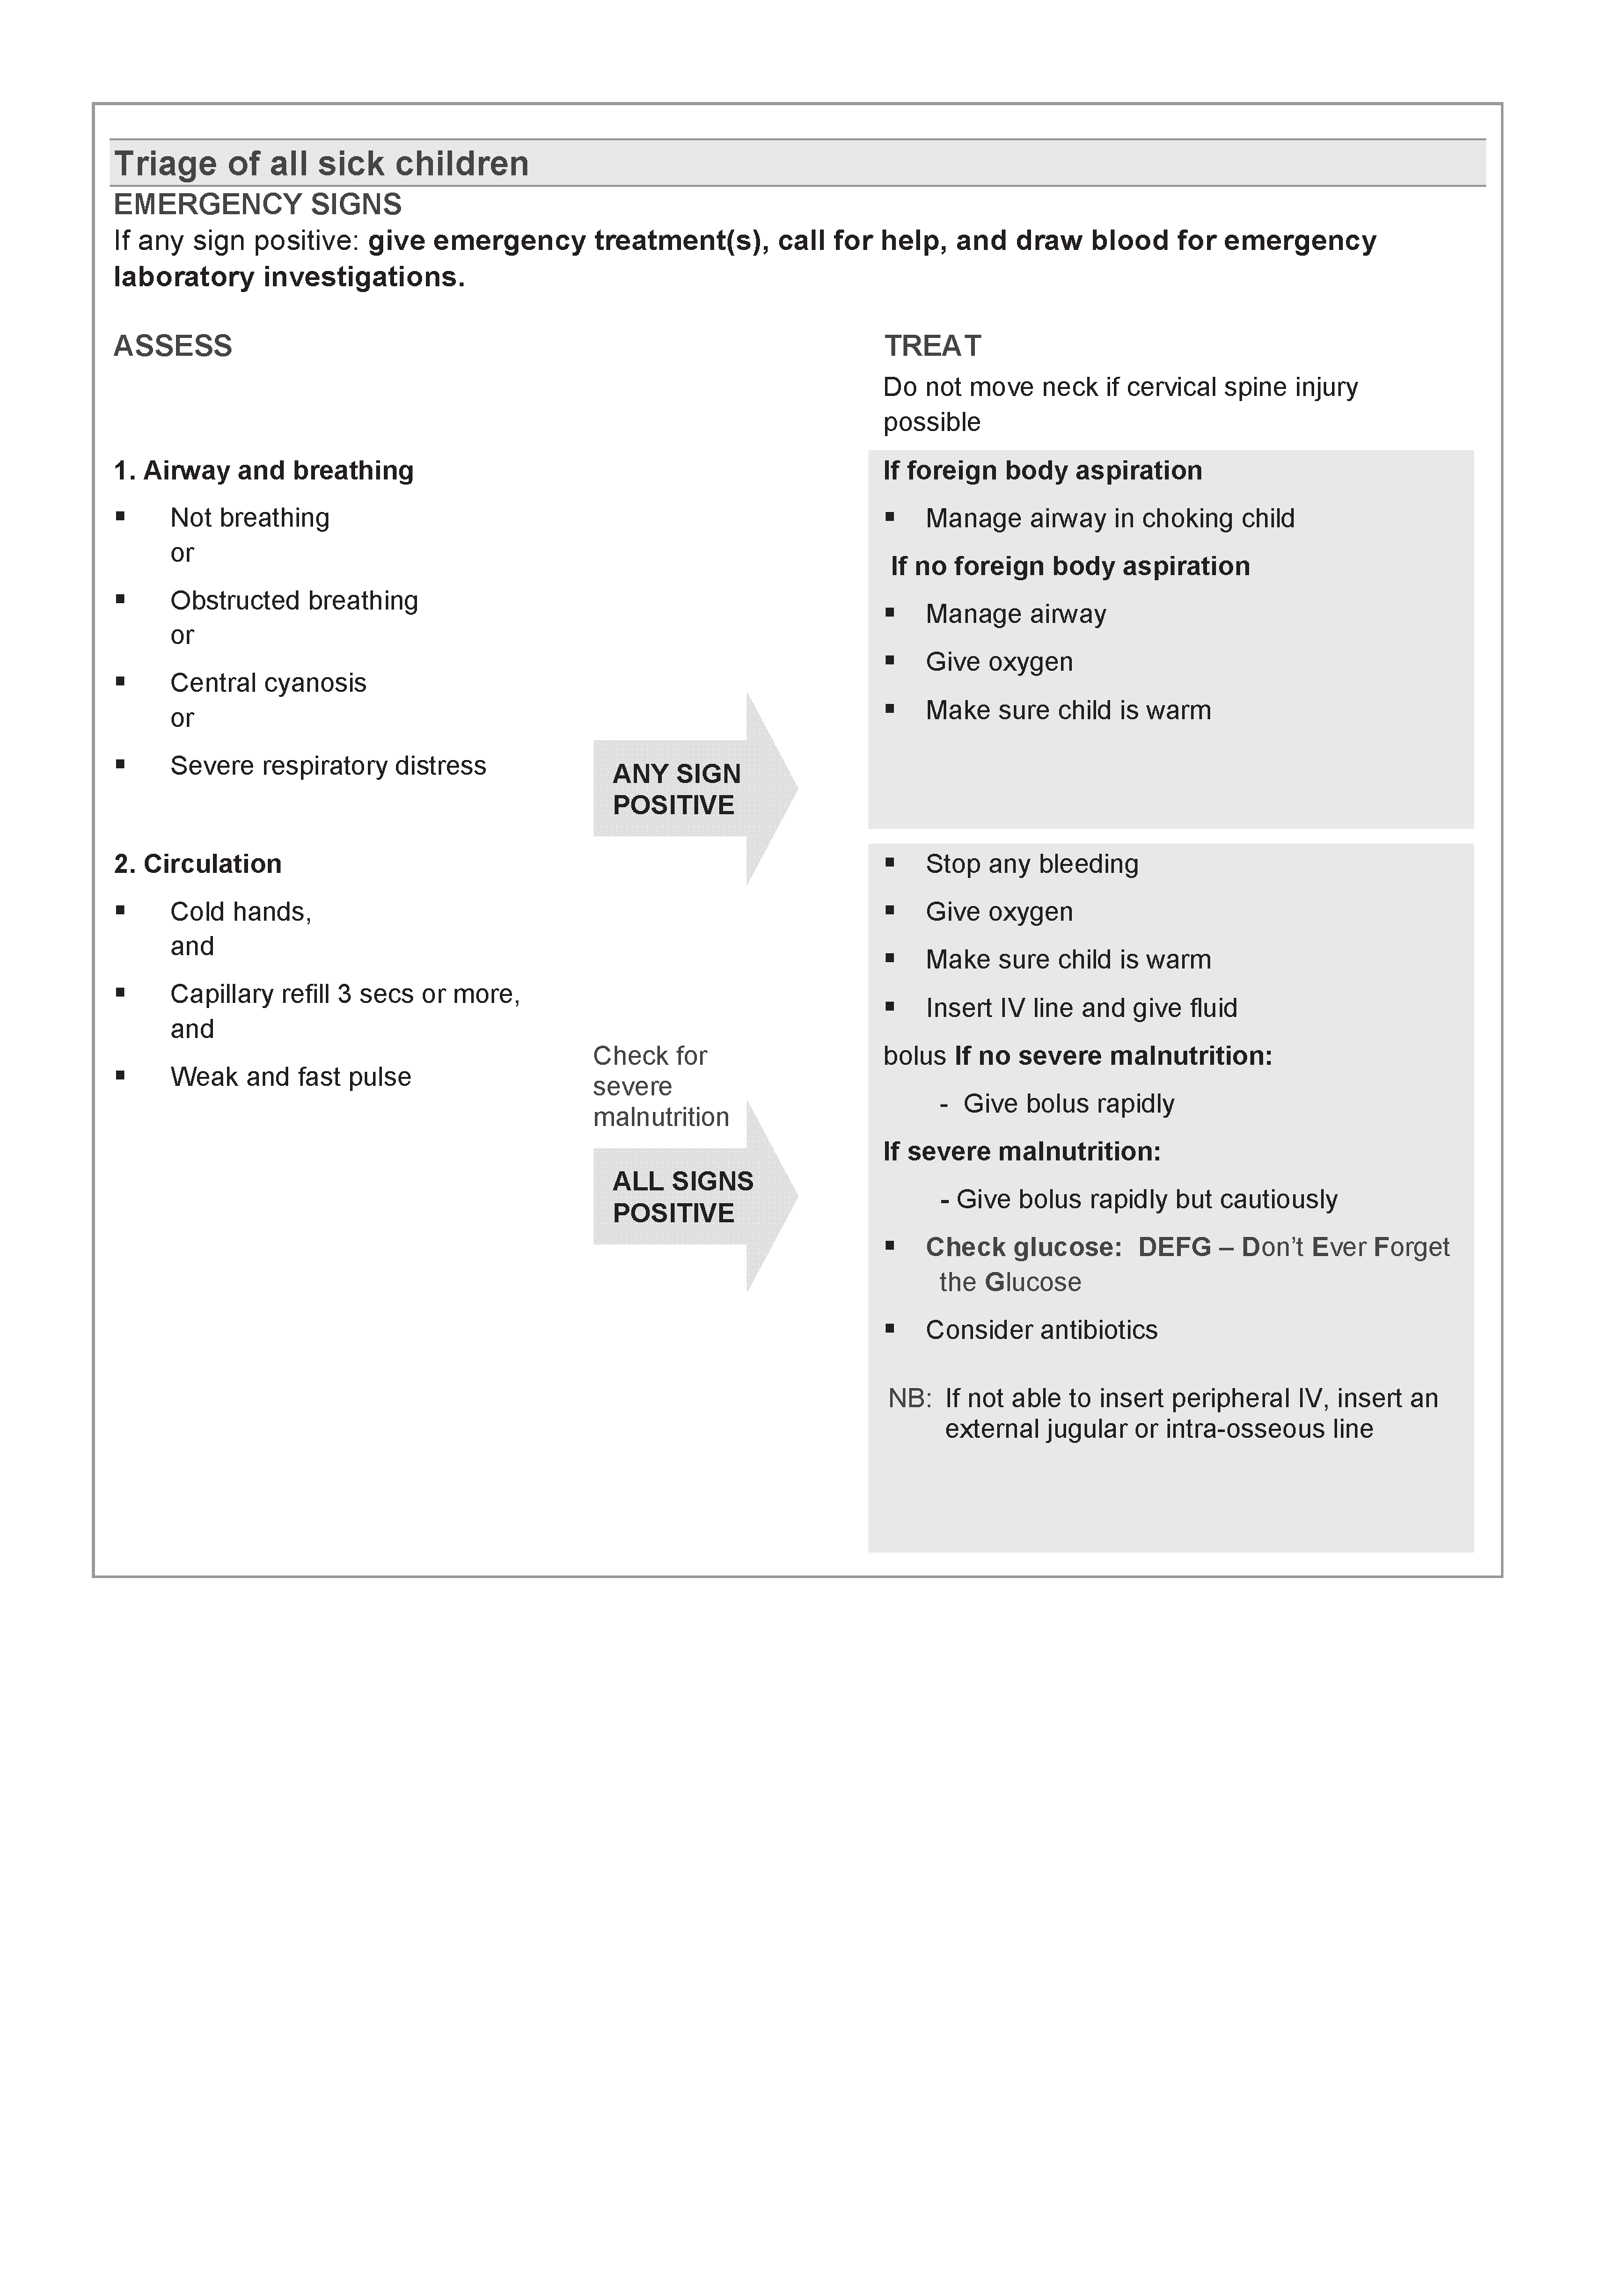 Triage of all sick children
EMERGENCY SIGNS
If any sign positive: give emergency treatment(s), call for help, and draw blood for emergency
laboratory investigations.
ASSESS
TREAT
Do not move neck if cervical spine injury
possible
1. Airway and breathing
▪ Not breathing
or
▪ Obstructed breathing
or
▪ Central cyanosis
or
▪ Severe respiratory distress
ANY SIGN
POSITIVE
If foreign body aspiration
▪ Manage airway in choking child
If no foreign body aspiration
▪ Manage airway
▪ Give oxygen
▪ Make sure child is warm
2. Circulation
▪ Cold hands,
and
▪ Capillary refill 3 secs or more,
and
▪ Weak and fast pulse
Check for
severe
malnutrition
ALL SIGNS
POSITIVE
▪ Stop any bleeding
▪ Give oxygen
▪ Make sure child is warm
▪ Insert IV line and give fluid
bolus If no severe malnutrition:
- Give bolus rapidly
If severe malnutrition:
- Give bolus rapidly but cautiously
▪ Check glucose: DEFG – Don’t Ever Forget
the Glucose
▪ Consider antibiotics
NB: If not able to insert peripheral IV, insert an
external jugular or intra-osseous line